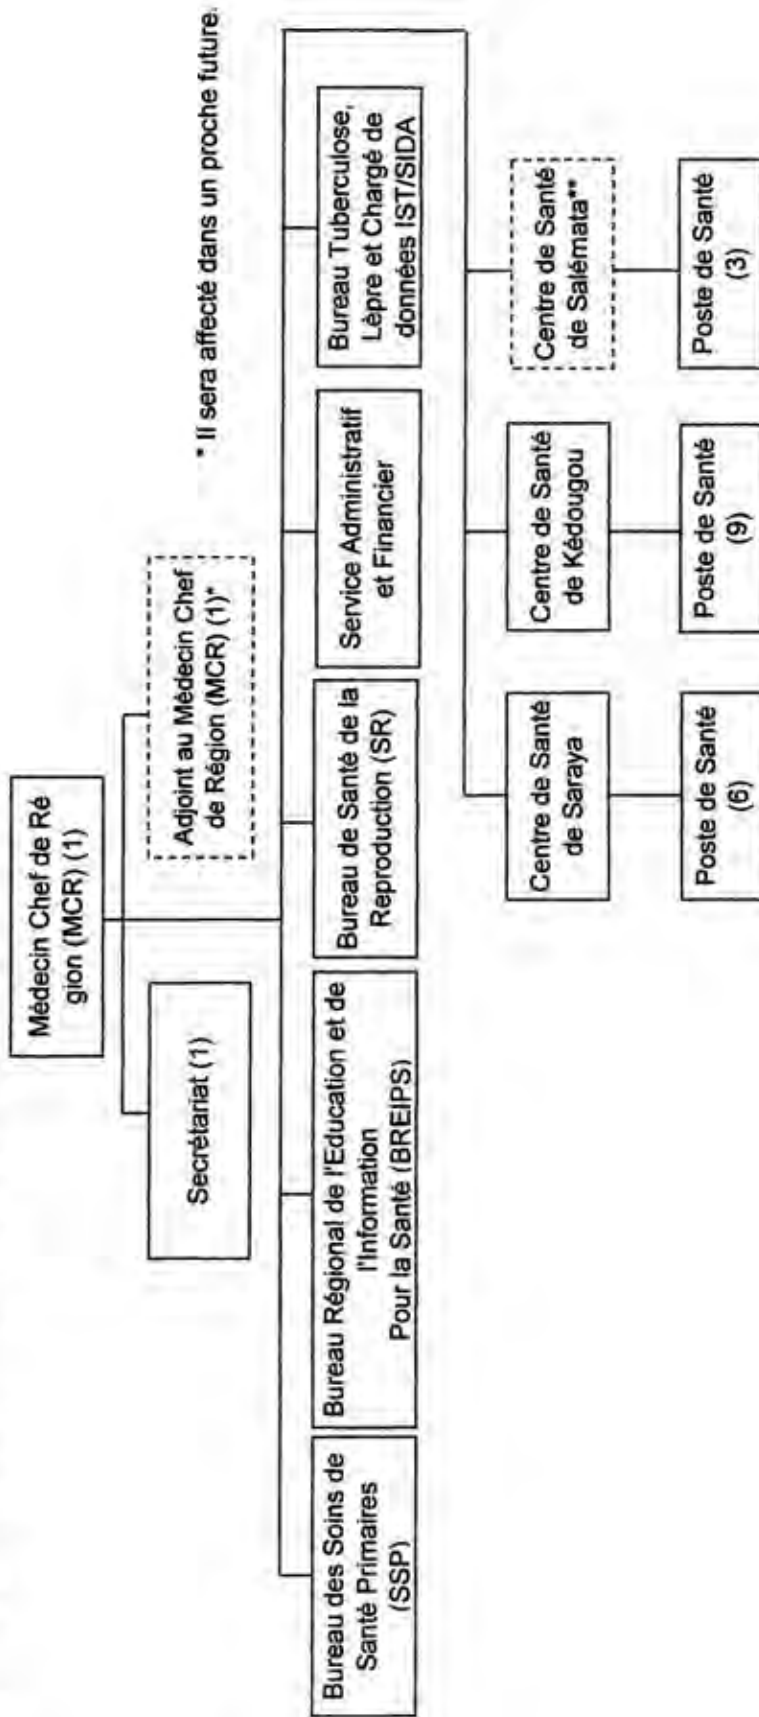 Médecin Chef de Ré
gion (MCR) (1)
Secrétariat (1)
Adjoint au Médecin Chef
de Région (MCR) (1)*
* Il sera affecté dans un proche future.
Bureau des Soins de
Santé Primaires
(SSP)
Bureau Régional de l'Education et de
l'Information
Pour la Santé (BREIPS)
Bureau de Santé de la
Reproduction (SR)
Service Administratif
et Financier
Bureau Tuberculose,
Lèpre et Chargé de
données IST/SIDA
Centre de Santé
de Saraya
Centre de Santé
de Kédougou
Centre de Santé
de Salémata**
Poste de Santé
(6)
Poste de Santé
(9)
Poste de Santé
(3)